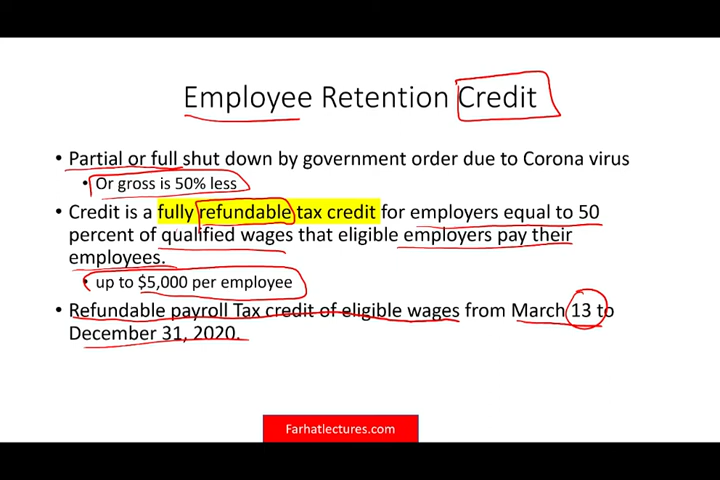 Employee Retention Credit
• Partial or full shut down by government order due to Corona virus
• Or gross is 50% less
• Credit is a fully refundable tax credit for employers equal to 50
percent of qualified wages that eligible employers pay their
employees.
• up to $5,000 per employee
• Refundable payroll Tax credit of eligible wages from March 13 to
December 31, 2020.
Farhatlectures.com